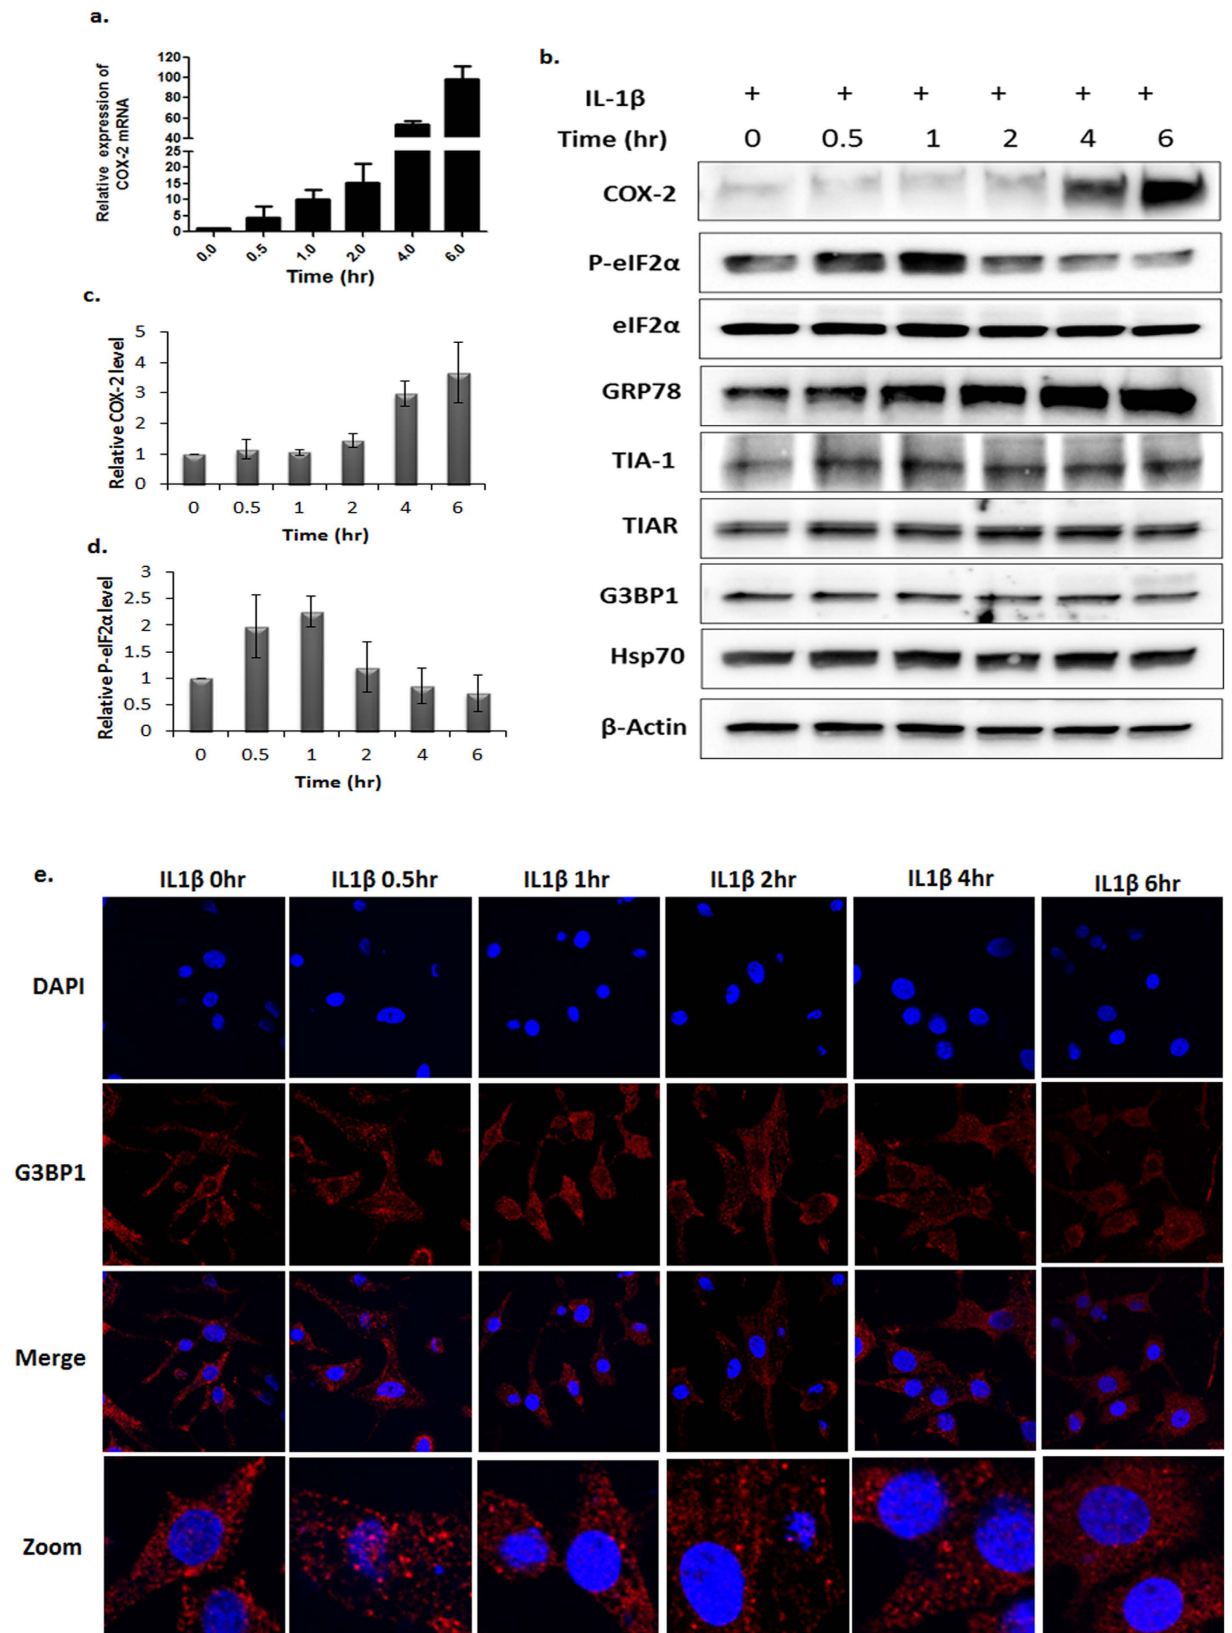 a.
Relative expression of
COX-2 mRNA
120
100
80
60
40
25
20
15
10
5
0
0.0 0.5 1.0 2.0 4.0 6.0
Time (hr)
b.
IL-1β + + + + + +
Time (hr) 0 0.5 1 2 4 6
COX-2
P-eIF2α
eIF2α
GRP78
TIA-1
TIAR
G3BP1
Hsp70
β-Actin
c.
Relative COX-2 level
5
4
3
2
1
0
0 0.5 1 2 4 6
Time (hr)
d.
Relative P-eIF2α level
3
2.5
2
1.5
1
0.5
0
0 0.5 1 2 4 6
Time (hr)
e.
IL1β 0hr IL1β 0.5hr IL1β 1hr IL1β 2hr IL1β 4hr IL1β 6hr
DAPI
G3BP1
Merge
Zoom